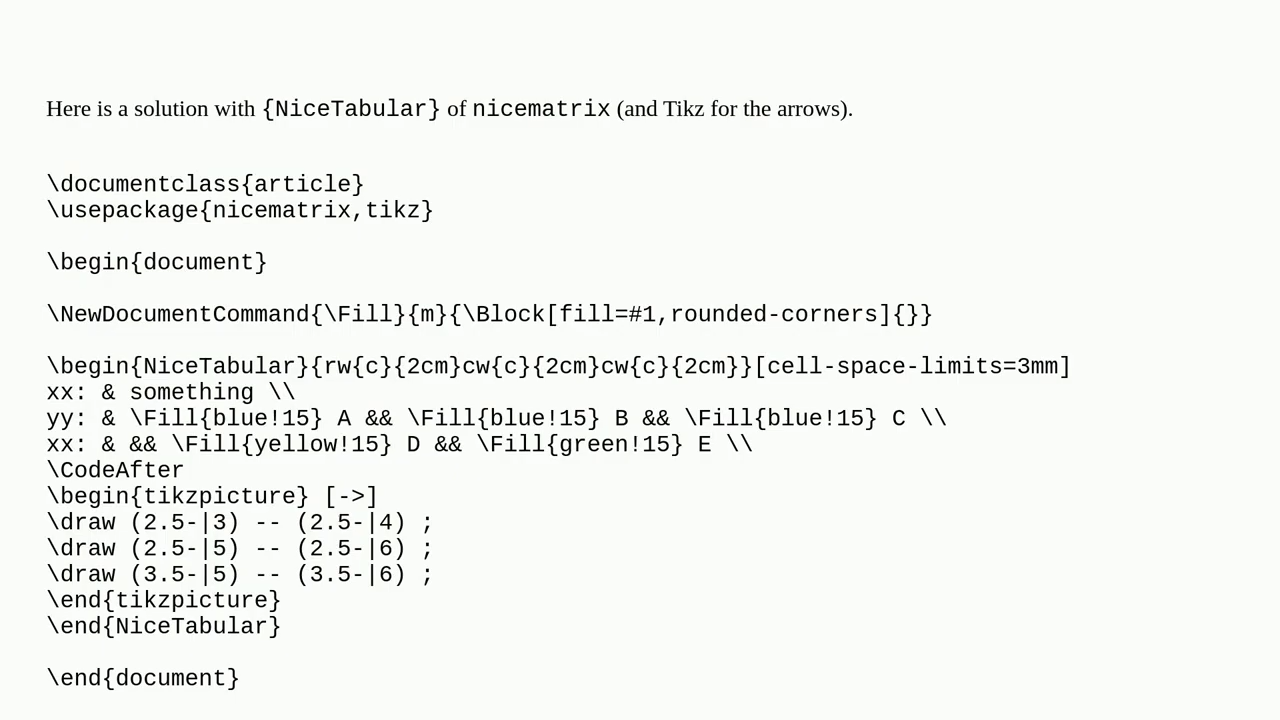 Here is a solution with {NiceTabular} of nicematrix (and Tikz for the arrows).
\documentclass{article}
\usepackage{nicematrix,tikz}
\begin{document}
\NewDocumentCommand{\Fill}{m}{\Block[fill=#1,rounded-corners]{}}
\begin{NiceTabular}{rw{c}{2cm}cw{c}{2cm}cw{c}{2cm}}[cell-space-limits=3mm]
xx: & something \\
yy: & \Fill{blue!15} A && \Fill{blue!15} B && \Fill{blue!15} C \\
xx: & && \Fill{yellow!15} D && \Fill{green!15} E \\
\CodeAfter
\begin{tikzpicture} [->]
\draw (2.5-|3) -- (2.5-|4) ;
\draw (2.5-|5) -- (2.5-|6) ;
\draw (3.5-|5) -- (3.5-|6) ;
\end{tikzpicture}
\end{NiceTabular}
\end{document}